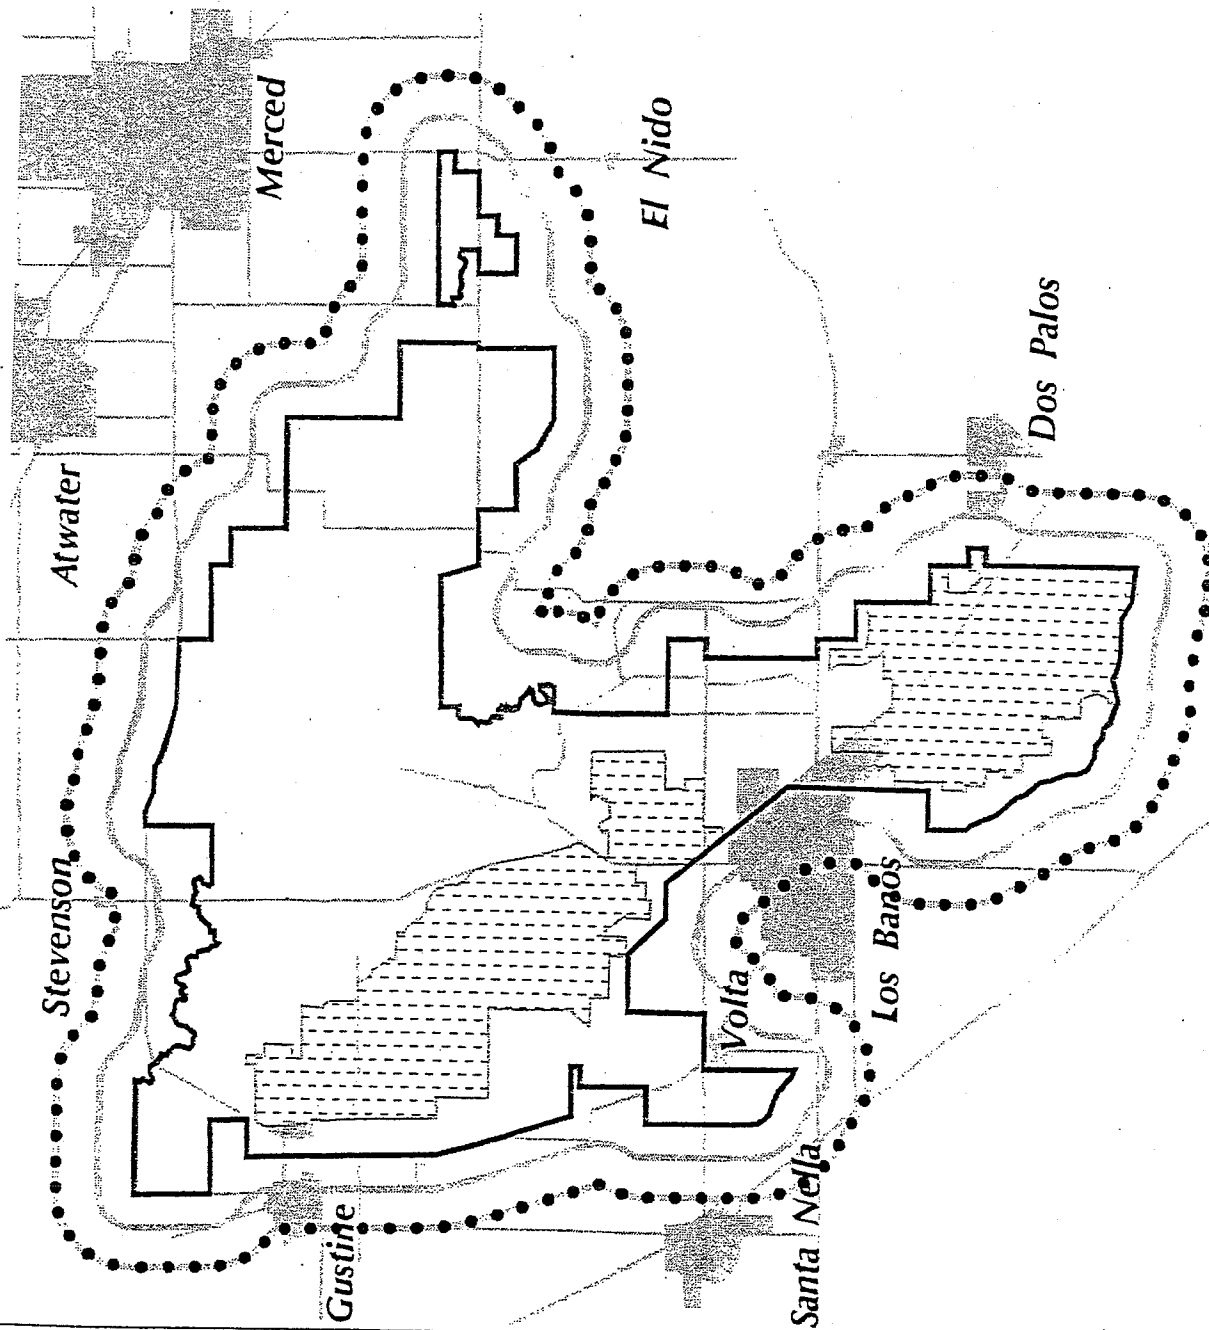 Merced
El Nido
Atwater
Dos Palos
Stevenson
Los Banos
Volta
Gustine
Santa Nella